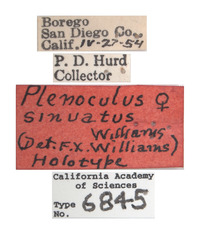 Borego
San Diego Co.
Calif. IV-27-54
P. D. Hurd
Collector
Plenoculus ♀
sinuatus
Williams
(Det. F.X. Williams)
Holotype
California Academy
of Sciences
Type
No. 6845